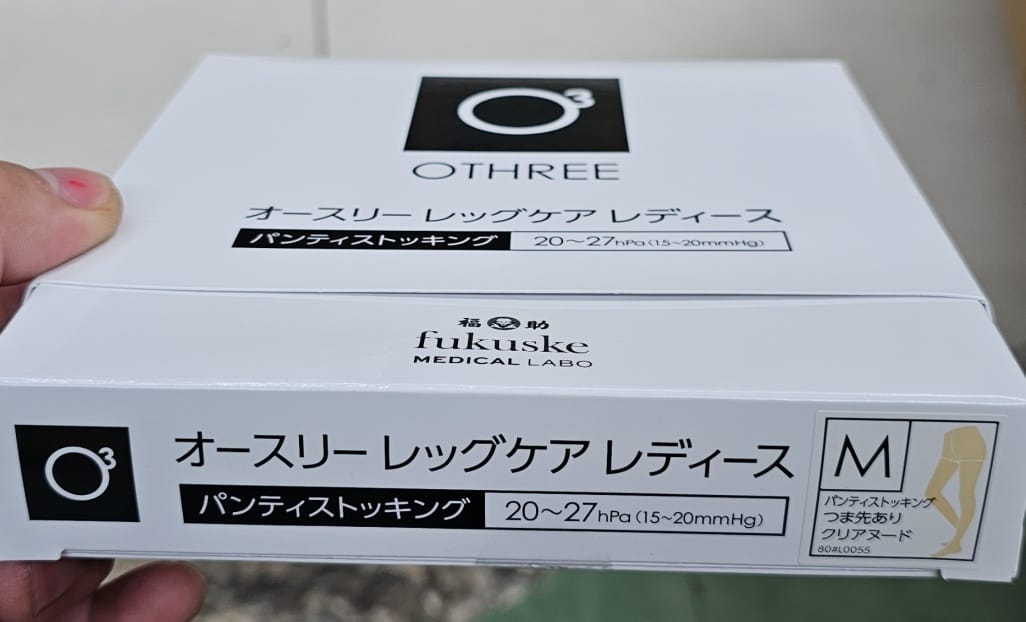 O3
OTHREE
オースリー レッグケア レディース
パンティストッキング 20～27hPa（15～20mmHg）
福助
fukuske
MEDICAL LABO
O3
オースリー レッグケア レディース
パンティストッキング 20～27hPa（15～20mmHg）
M
パンティストッキング
つま先あり
クリアヌード
80#L0055